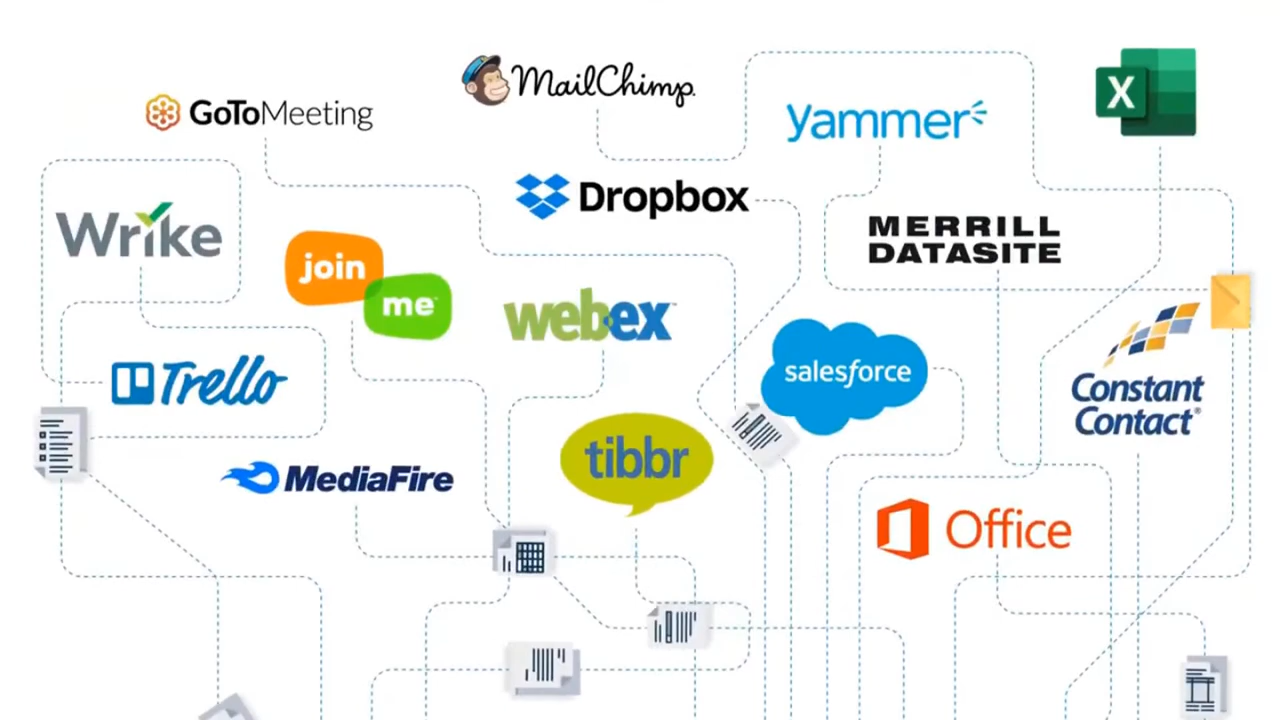 MailChimp
GoToMeeting
yammer
X
Dropbox
Wrike
MERRILL
DATASITE
join
me
webex
salesforce
Trello
Constant
Contact®
tibbr
MediaFire
Office